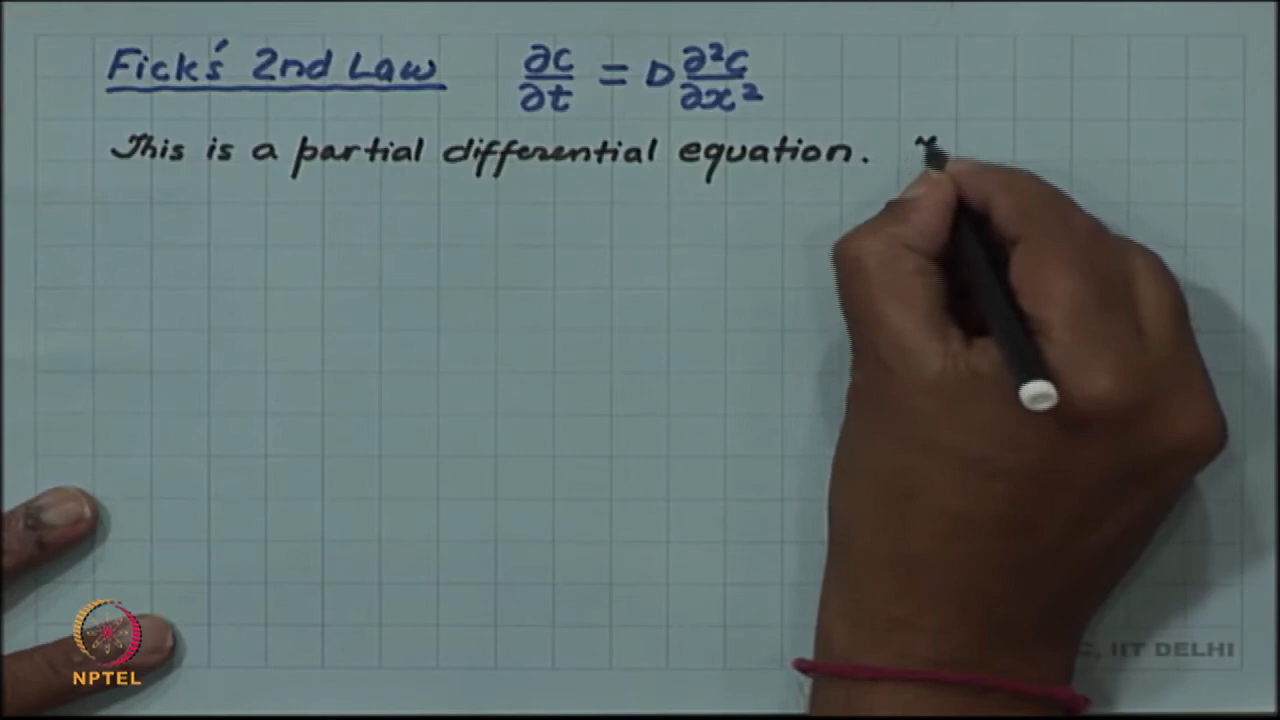 Fick's 2nd Law ∂C/∂t = D ∂²C/∂x²
This is a partial differential equation.
NPTEL
C, IIT DELHI